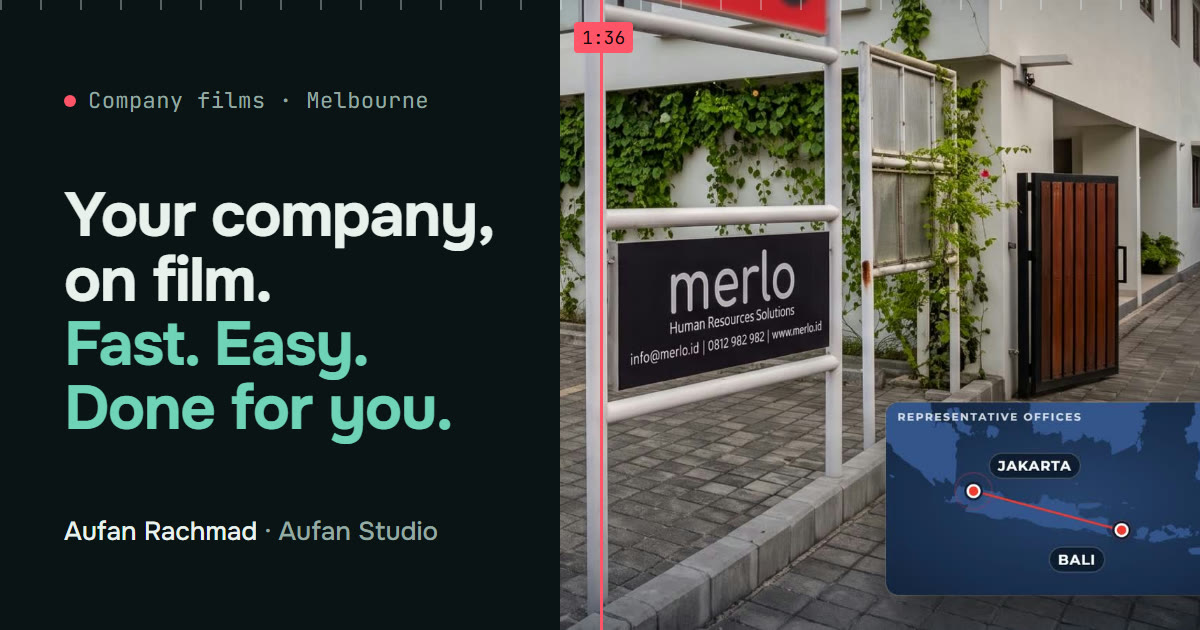 Company films · Melbourne
Your company,
on film.
Fast. Easy.
Done for you.
Aufan Rachmad · Aufan Studio
1:36
merlo
Human Resources Solutions
info@merlo.id | 0812 982 982 | www.merlo.id
REPRESENTATIVE OFFICES
JAKARTA
BALI